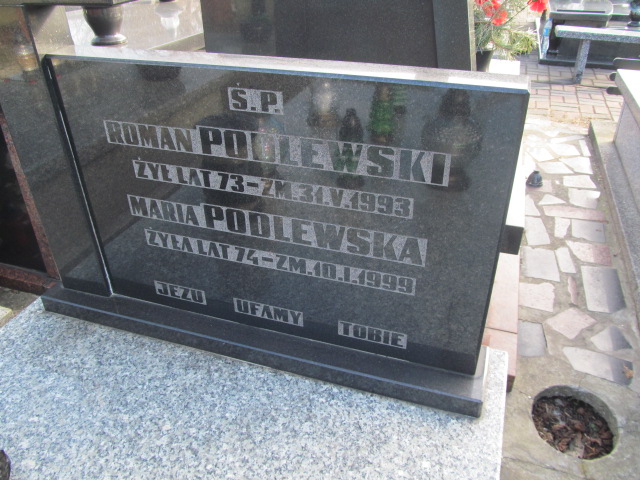 Ś.P.
ROMAN PODLEWSKI
ŻYŁ LAT 73-ZM.31.V.1993
MARIA PODLEWSKA
ŻYŁA LAT 74-ZM.10.I.1999
JEZU UFAMY TOBIE